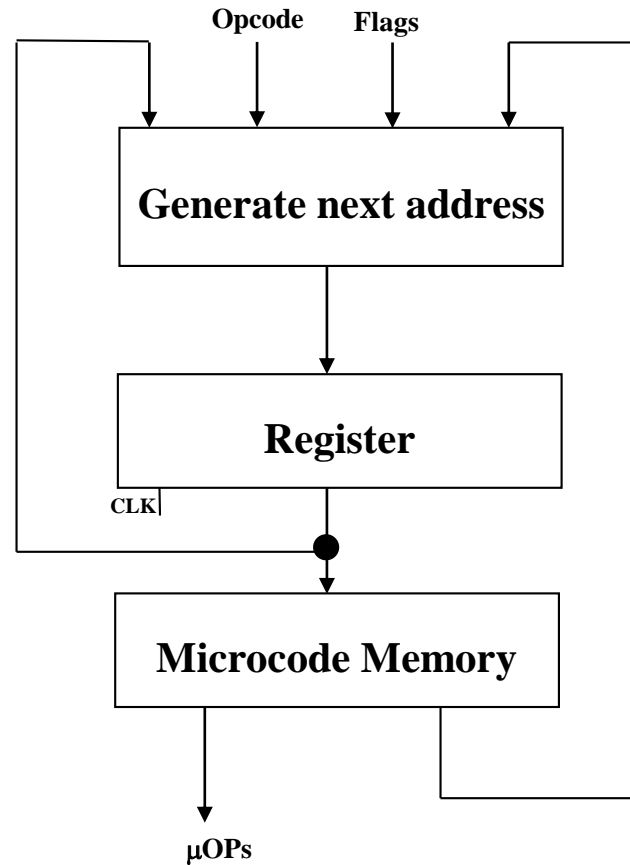 Opcode
Flags
Generate next address
Register
CLK
Microcode Memory
μOPs